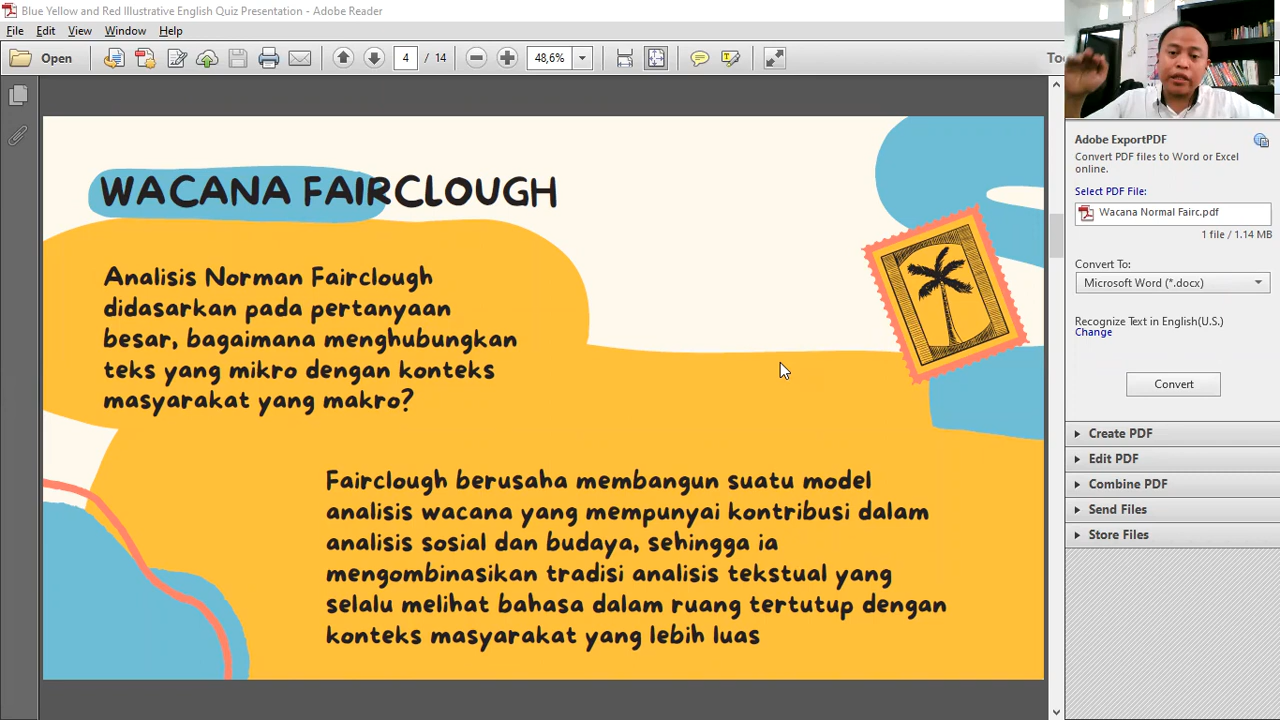 Blue Yellow and Red Illustrative English Quiz Presentation - Adobe Reader
File Edit View Window Help
Open 4 / 14 48,6%
WACANA FAIRCLOUGH
Analisis Norman Fairclough
didasarkan pada pertanyaan
besar, bagaimana menghubungkan
teks yang mikro dengan konteks
masyarakat yang makro?
Fairclough berusaha membangun suatu model
analisis wacana yang mempunyai kontribusi dalam
analisis sosial dan budaya, sehingga ia
mengombinasikan tradisi analisis tekstual yang
selalu melihat bahasa dalam ruang tertutup dengan
konteks masyarakat yang lebih luas
Adobe ExportPDF
Convert PDF files to Word or Excel
online.
Select PDF File:
Wacana Normal Fairc.pdf
1 file / 1.14 MB
Convert To:
Microsoft Word (*.docx)
Recognize Text in English(U.S.)
Change
Convert
Create PDF
Edit PDF
Combine PDF
Send Files
Store Files